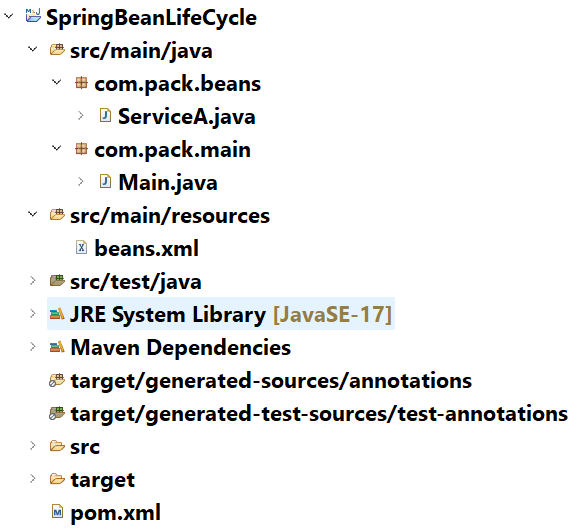 SpringBeanLifeCycle
src/main/java
com.pack.beans
ServiceA.java
com.pack.main
Main.java
src/main/resources
beans.xml
src/test/java
JRE System Library [JavaSE-17]
Maven Dependencies
target/generated-sources/annotations
target/generated-test-sources/test-annotations
src
target
pom.xml